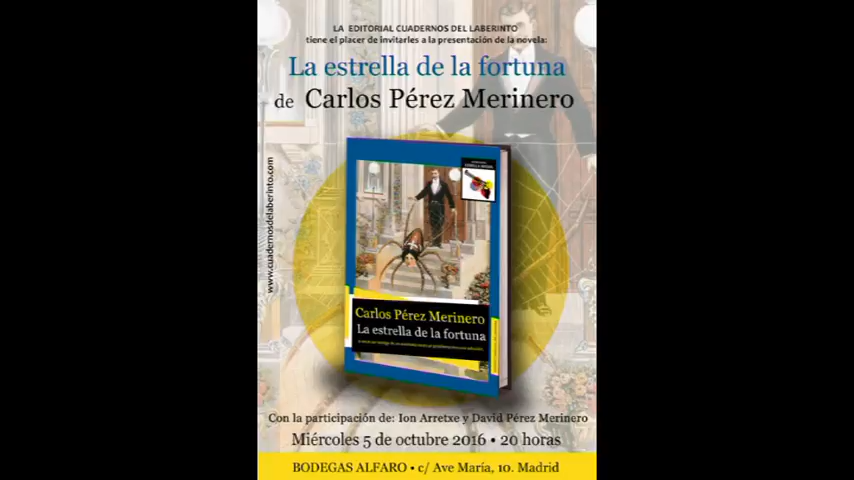 LA EDITORIAL CUADERNOS DEL LABERINTO
tiene el placer de invitarles a la presentación de la novela:
La estrella de la fortuna
de Carlos Pérez Merinero
www.cuadernosdelaberinto.com
Carlos Pérez Merinero
La estrella de la fortuna
Con la participación de: Ion Arretxe y David Pérez Merinero
Miércoles 5 de octubre 2016 • 20 horas
BODEGAS ALFARO • c/ Ave María, 10. Madrid